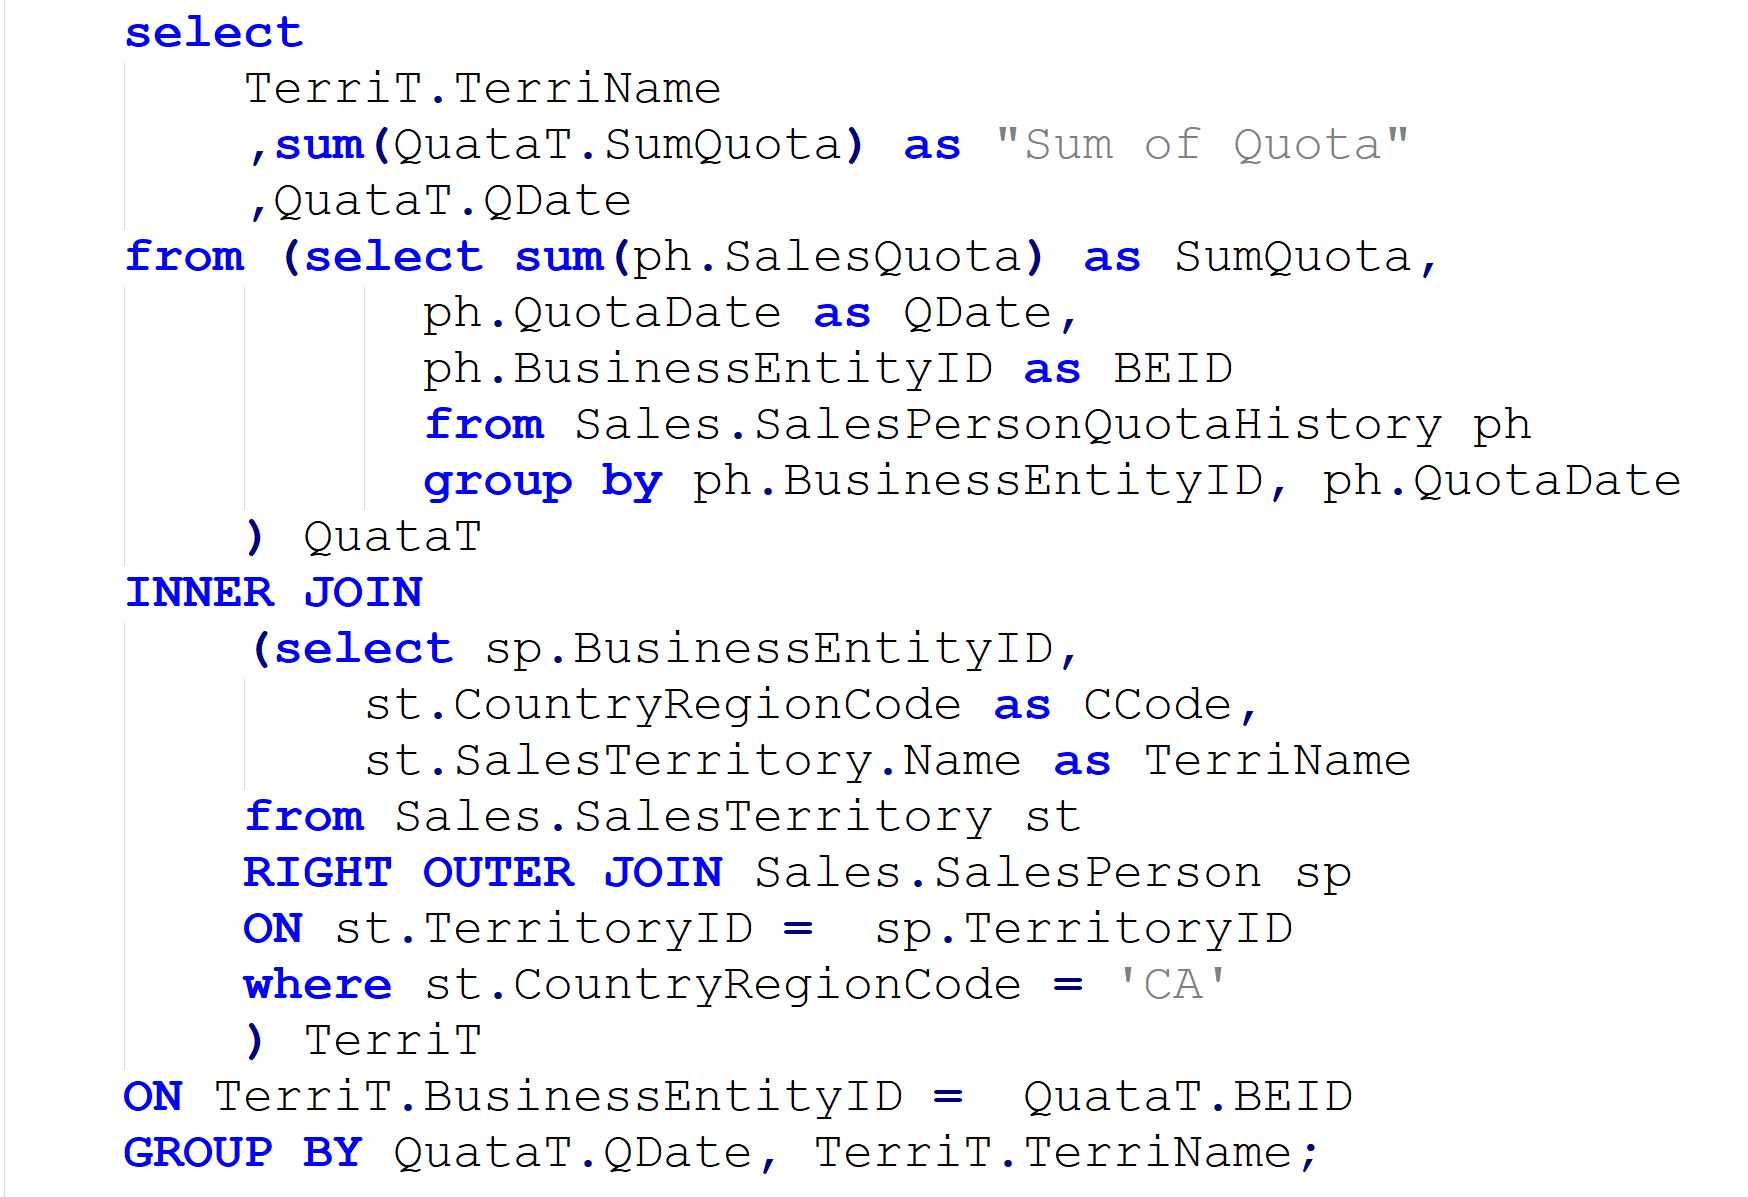 select
TerriT.TerriName
,sum(QuataT.SumQuota) as "Sum of Quota"
,QuataT.QDate
from (select sum(ph.SalesQuota) as SumQuota,
ph.QuotaDate as QDate,
ph.BusinessEntityID as BEID
from Sales.SalesPersonQuotaHistory ph
group by ph.BusinessEntityID, ph.QuotaDate
) QuataT
INNER JOIN
(select sp.BusinessEntityID,
st.CountryRegionCode as CCode,
st.SalesTerritory.Name as TerriName
from Sales.SalesTerritory st
RIGHT OUTER JOIN Sales.SalesPerson sp
ON st.TerritoryID =  sp.TerritoryID
where st.CountryRegionCode = 'CA'
) TerriT
ON TerriT.BusinessEntityID =  QuataT.BEID
GROUP BY QuataT.QDate, TerriT.TerriName;